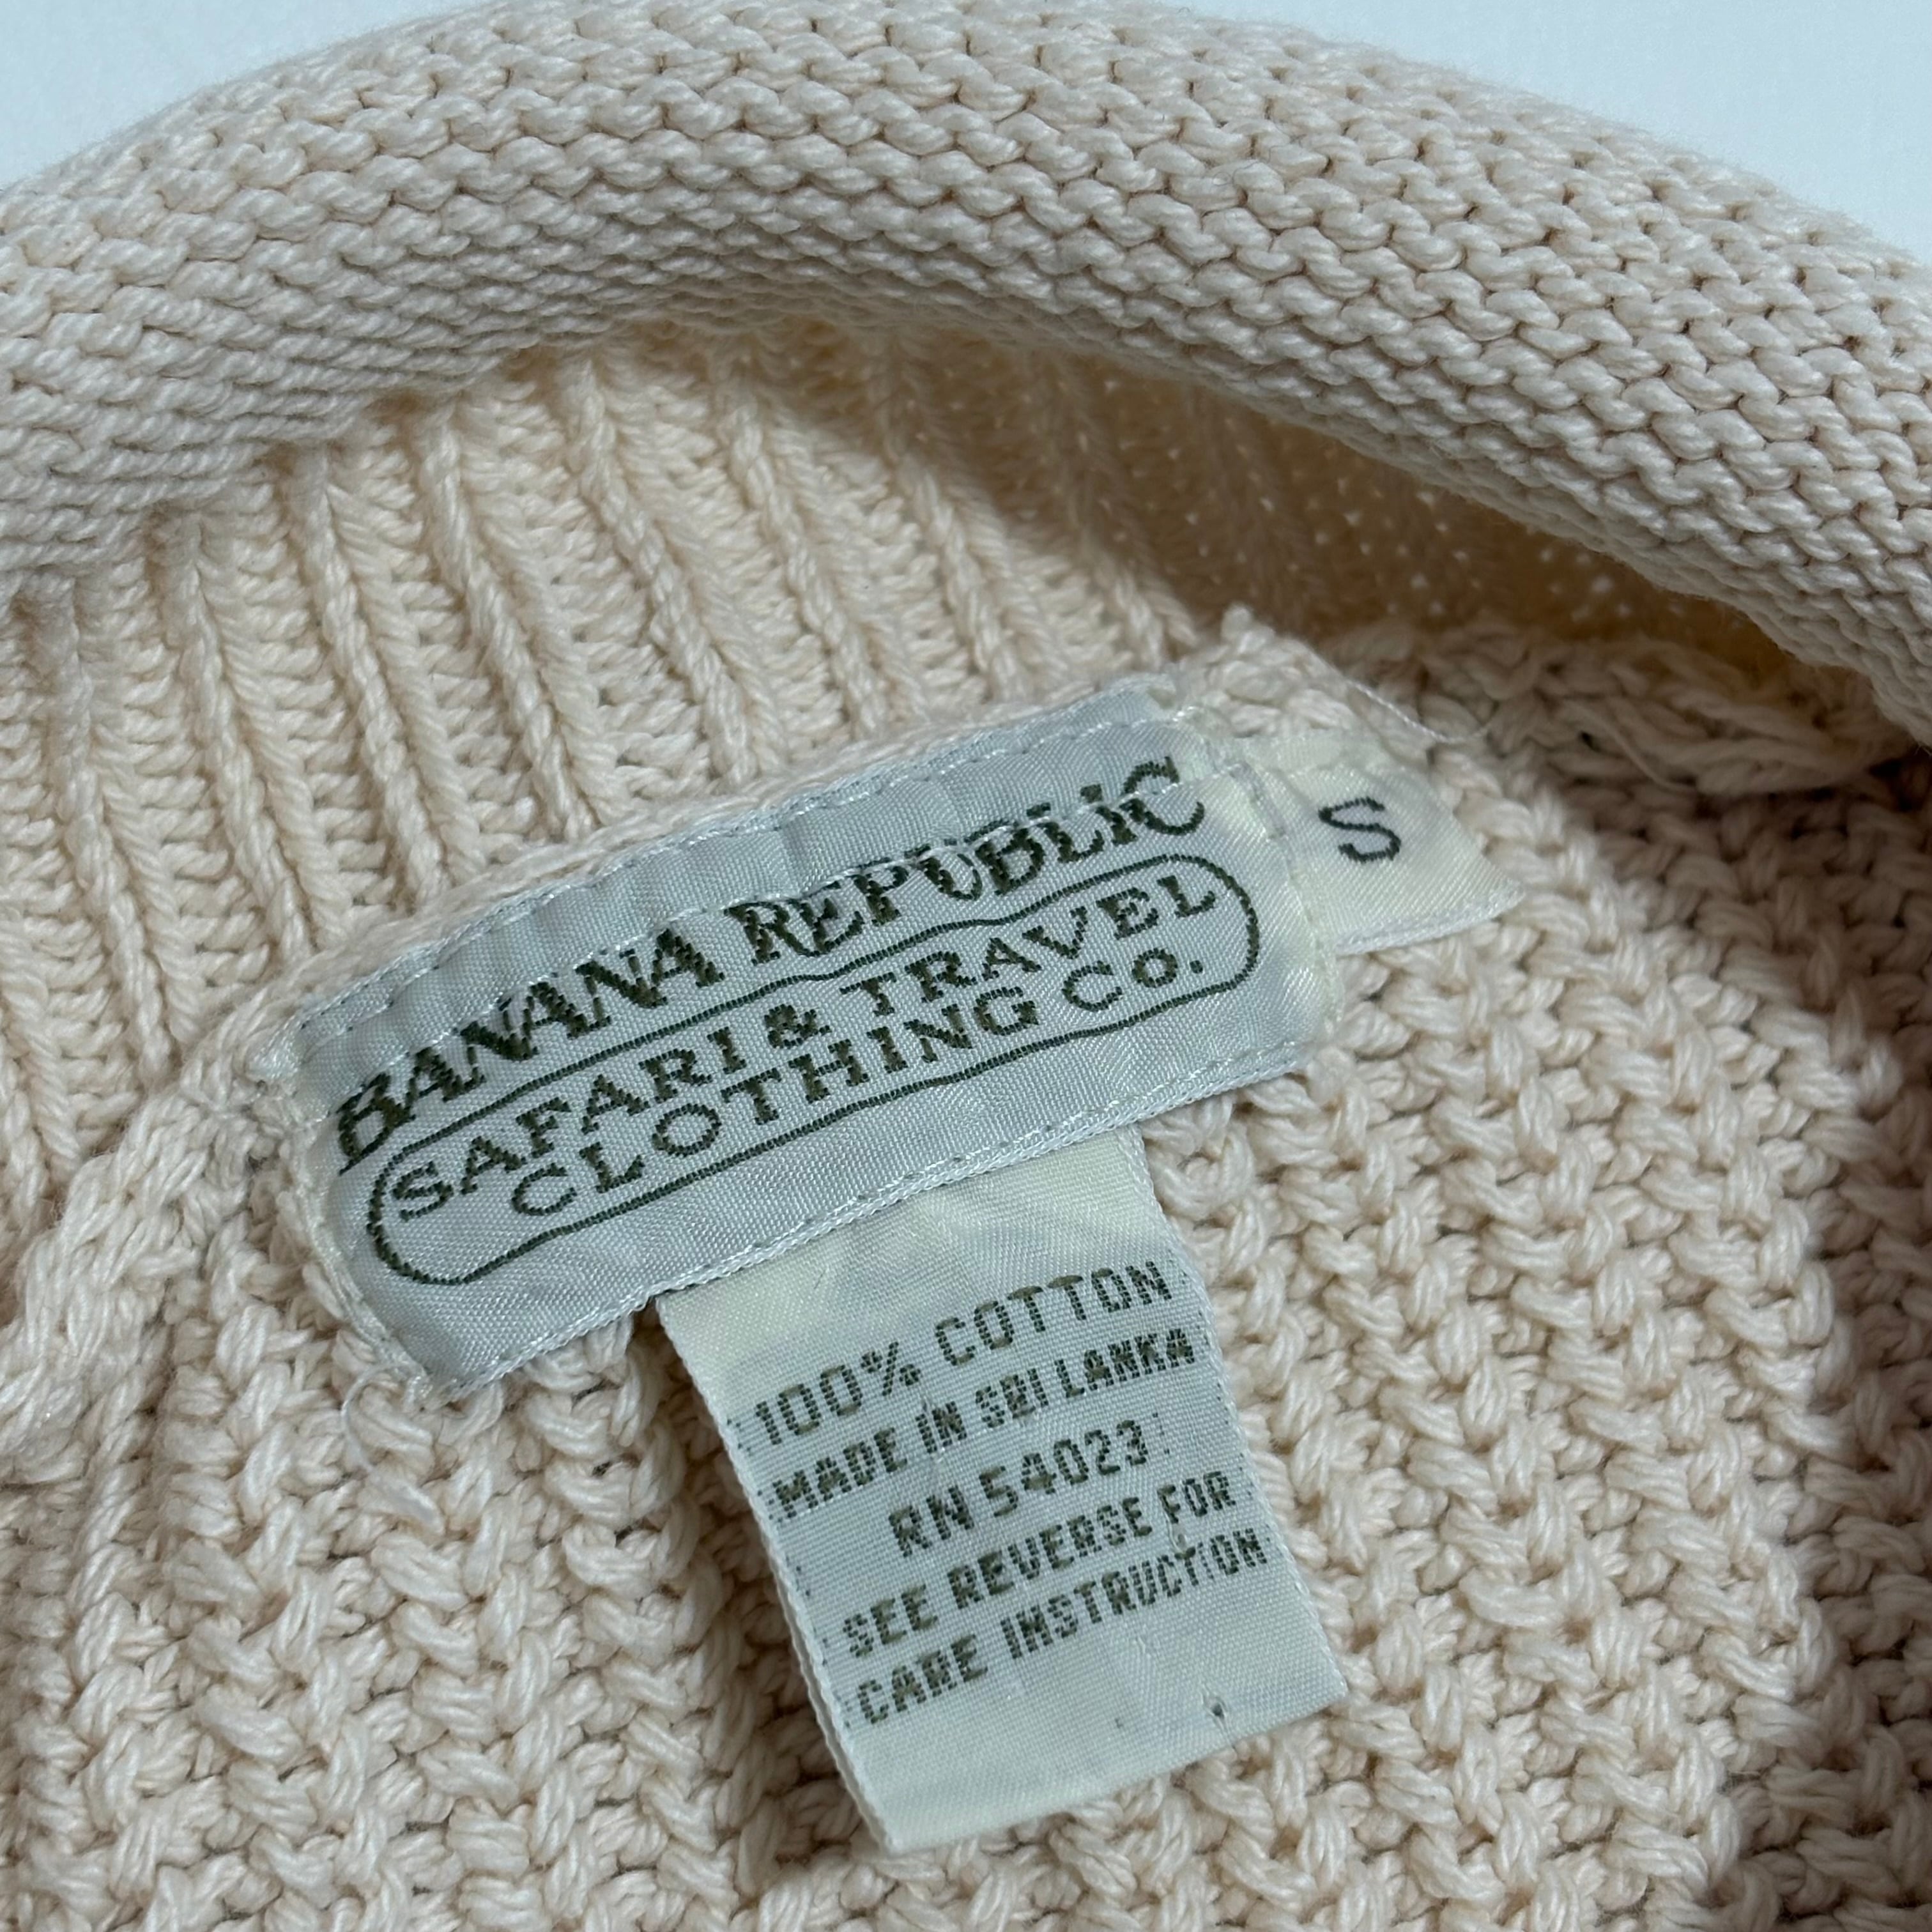 BANANA REPUBLIC
SAFARI & TRAVEL
CLOTHING CO.
S
100% COTTON
MADE IN SRI LANKA
RN 54023
SEE REVERSE FOR
CARE INSTRUCTION